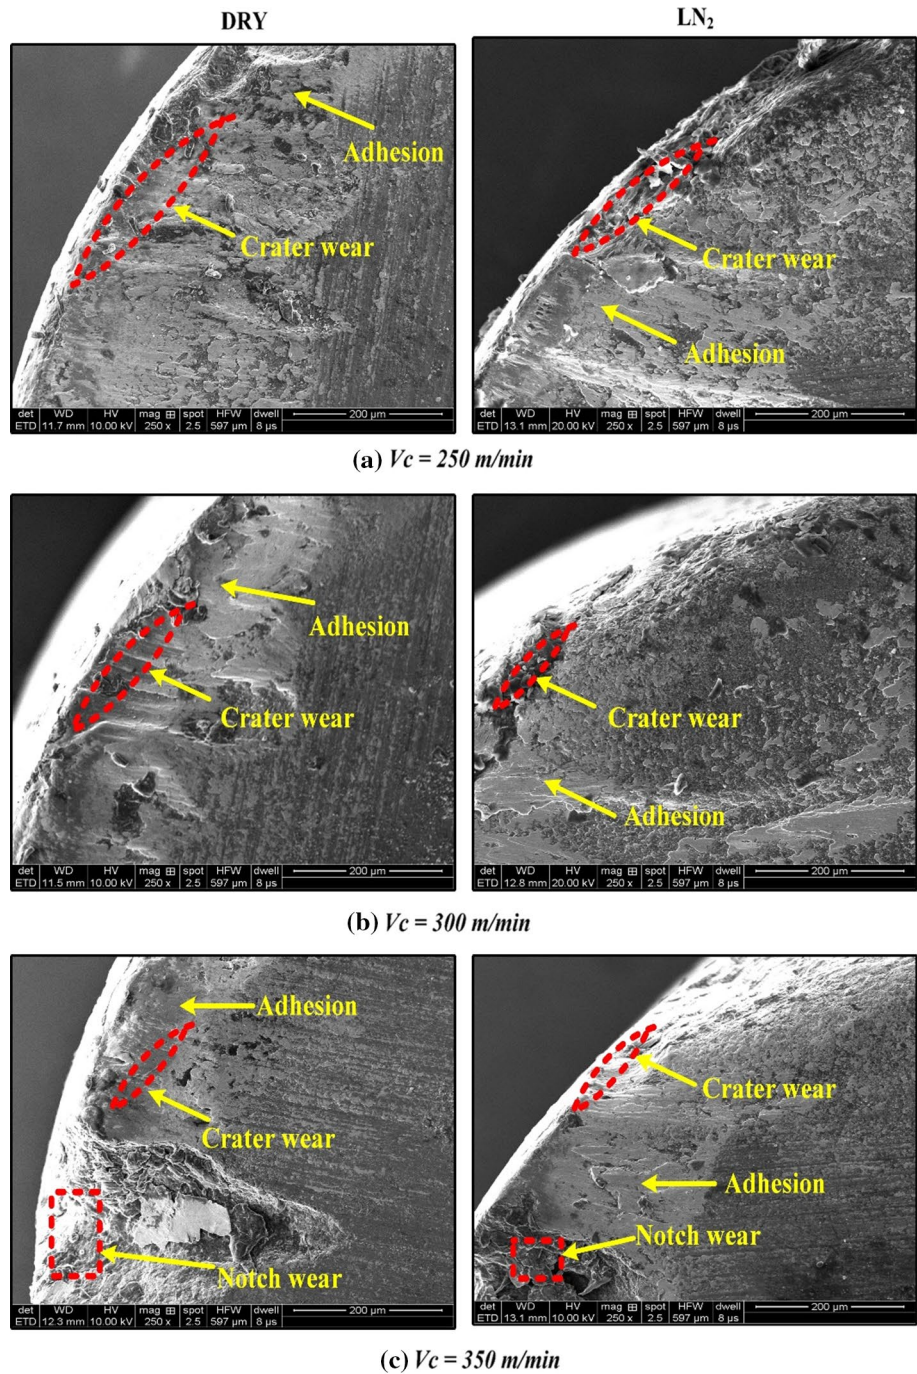 DRY
LN2
Adhesion
Crater wear
Crater wear
Adhesion
det WD HV mag ⊞ spot HFW dwell 200 µm
ETD 11.7 mm 10.00 kV 250 x 2.5 597 µm 8 µs
det WD HV mag ⊞ spot HFW dwell 200 µm
ETD 13.1 mm 20.00 kV 250 x 2.5 597 µm 8 µs
(a) Vc = 250 m/min
Adhesion
Crater wear
Crater wear
Adhesion
det WD HV mag ⊞ spot HFW dwell 200 µm
ETD 11.5 mm 10.00 kV 250 x 2.5 597 µm 8 µs
det WD HV mag ⊞ spot HFW dwell 200 µm
ETD 12.8 mm 20.00 kV 250 x 2.5 597 µm 8 µs
(b) Vc = 300 m/min
Adhesion
Crater wear
Notch wear
Crater wear
Adhesion
Notch wear
det WD HV mag ⊞ spot HFW dwell 200 µm
ETD 12.3 mm 10.00 kV 250 x 2.5 597 µm 8 µs
det WD HV mag ⊞ spot HFW dwell 200 µm
ETD 13.1 mm 10.00 kV 250 x 2.5 597 µm 8 µs
(c) Vc = 350 m/min